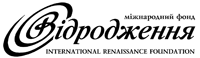 міжнародний фонд
Відродження
INTERNATIONAL RENAISSANCE FOUNDATION